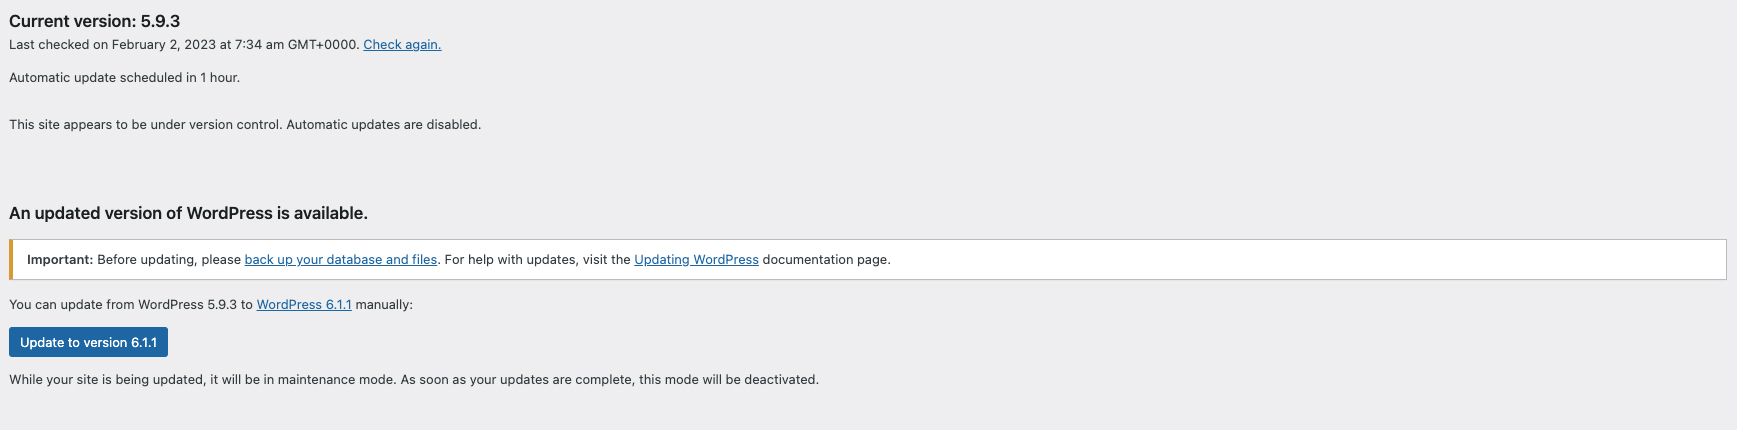 Current version: 5.9.3
Last checked on February 2, 2023 at 7:34 am GMT+0000. Check again.
Automatic update scheduled in 1 hour.
This site appears to be under version control. Automatic updates are disabled.
An updated version of WordPress is available.
Important: Before updating, please back up your database and files. For help with updates, visit the Updating WordPress documentation page.
You can update from WordPress 5.9.3 to WordPress 6.1.1 manually:
Update to version 6.1.1
While your site is being updated, it will be in maintenance mode. As soon as your updates are complete, this mode will be deactivated.